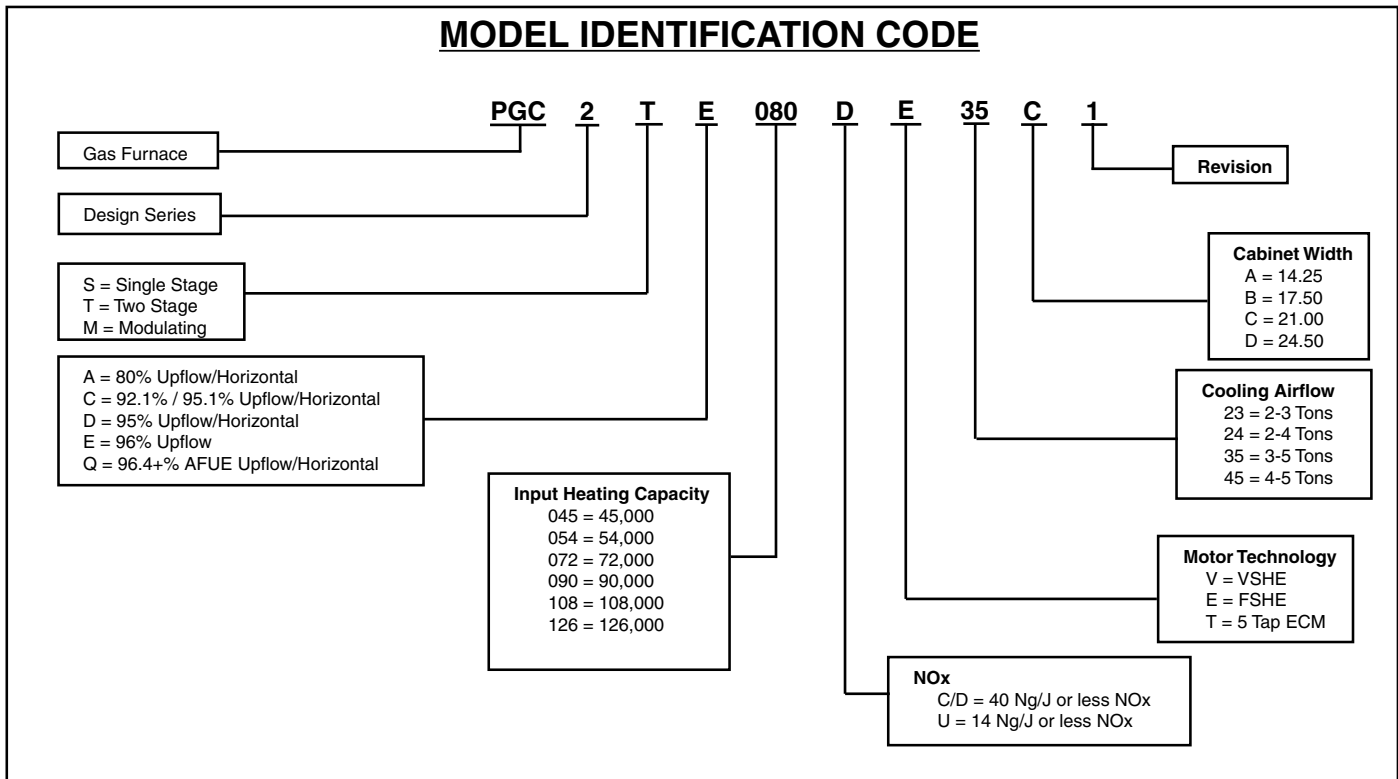 MODEL IDENTIFICATION CODE
PGC 2 T E 080 D E 35 C 1
Gas Furnace
Design Series
S = Single Stage
T = Two Stage
M = Modulating
A = 80% Upflow/Horizontal
C = 92.1% / 95.1% Upflow/Horizontal
D = 95% Upflow/Horizontal
E = 96% Upflow
Q = 96.4+% AFUE Upflow/Horizontal
Input Heating Capacity
045 = 45,000
054 = 54,000
072 = 72,000
090 = 90,000
108 = 108,000
126 = 126,000
Revision
Cabinet Width
A = 14.25
B = 17.50
C = 21.00
D = 24.50
Cooling Airflow
23 = 2-3 Tons
24 = 2-4 Tons
35 = 3-5 Tons
45 = 4-5 Tons
Motor Technology
V = VSHE
E = FSHE
T = 5 Tap ECM
NOx
C/D = 40 Ng/J or less NOx
U = 14 Ng/J or less NOx